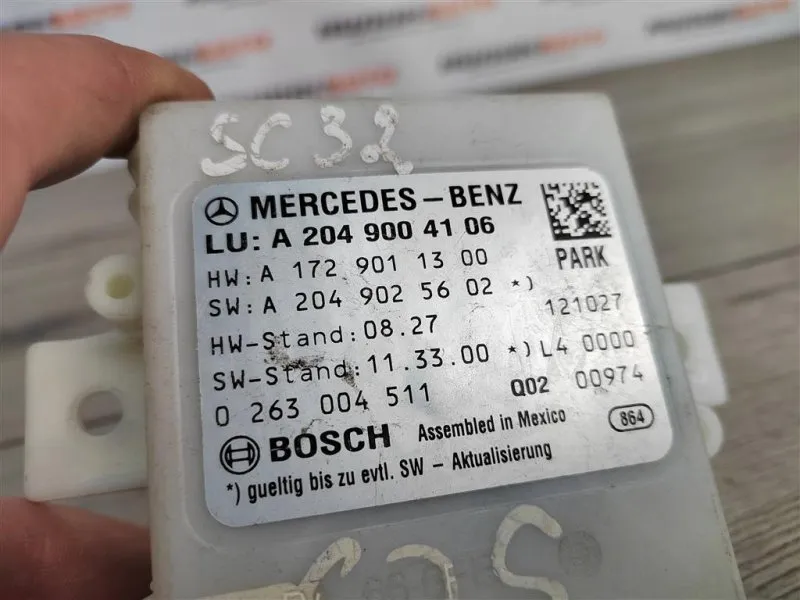 SC32
MERCEDES-BENZ
LU: A 204 900 41 06
PARK
HW: A 172 901 13 00
SW: A 204 902 56 02 *)
121027
HW-Stand: 08.27
SW-Stand: 11.33.00 *) L4 0000
0 263 004 511 Q02 00974
BOSCH Assembled in Mexico 864
*) gueltig bis zu evtl. SW - Aktualisierung